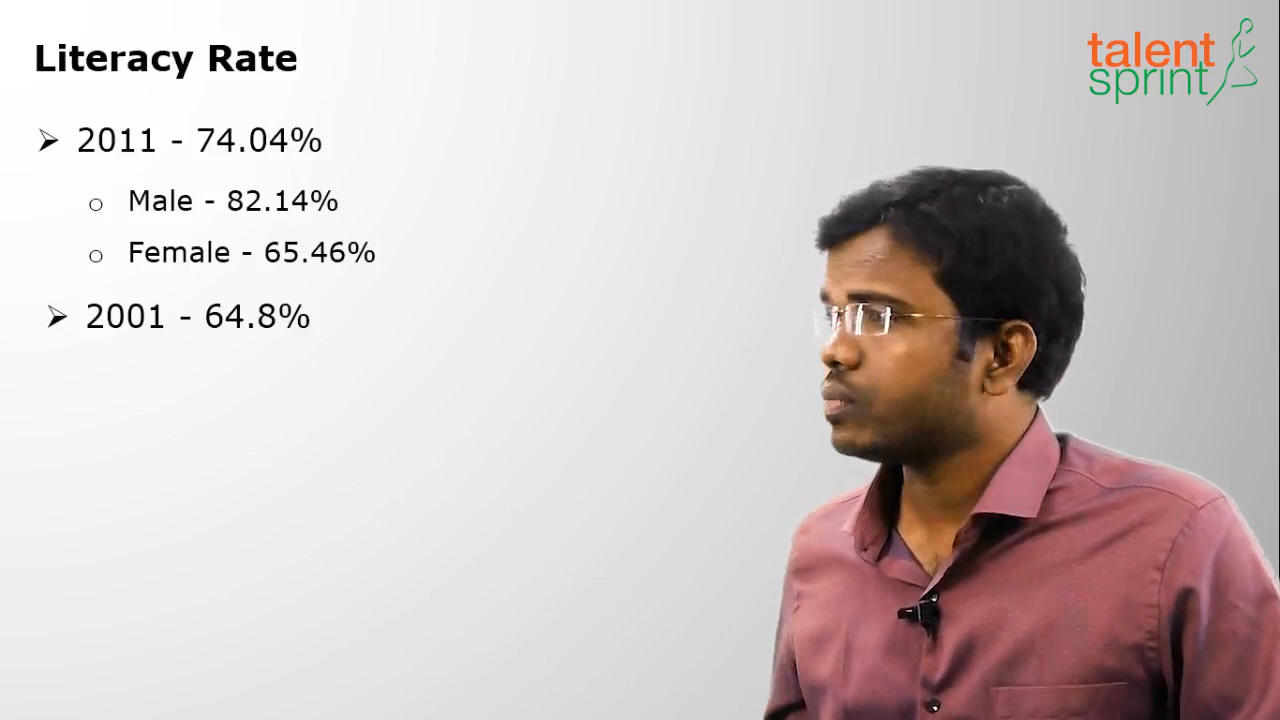 Literacy Rate
talent
sprint
➢ 2011 - 74.04%
o Male - 82.14%
o Female - 65.46%
➢ 2001 - 64.8%